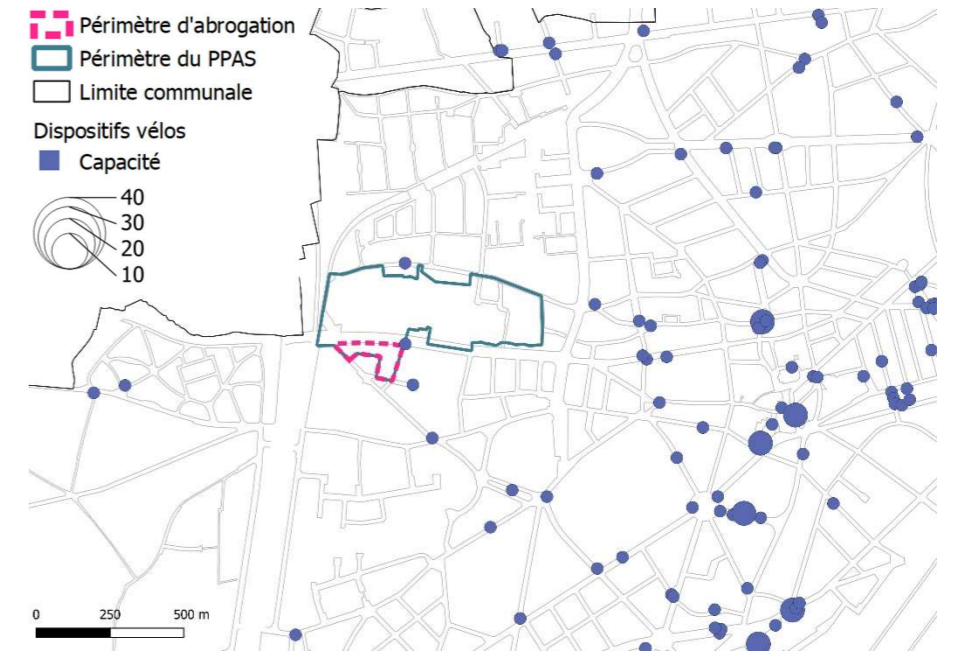 Périmètre d'abrogation
Périmètre du PPAS
Limite communale
Dispositifs vélos
Capacité
40
30
20
10
0 250 500 m